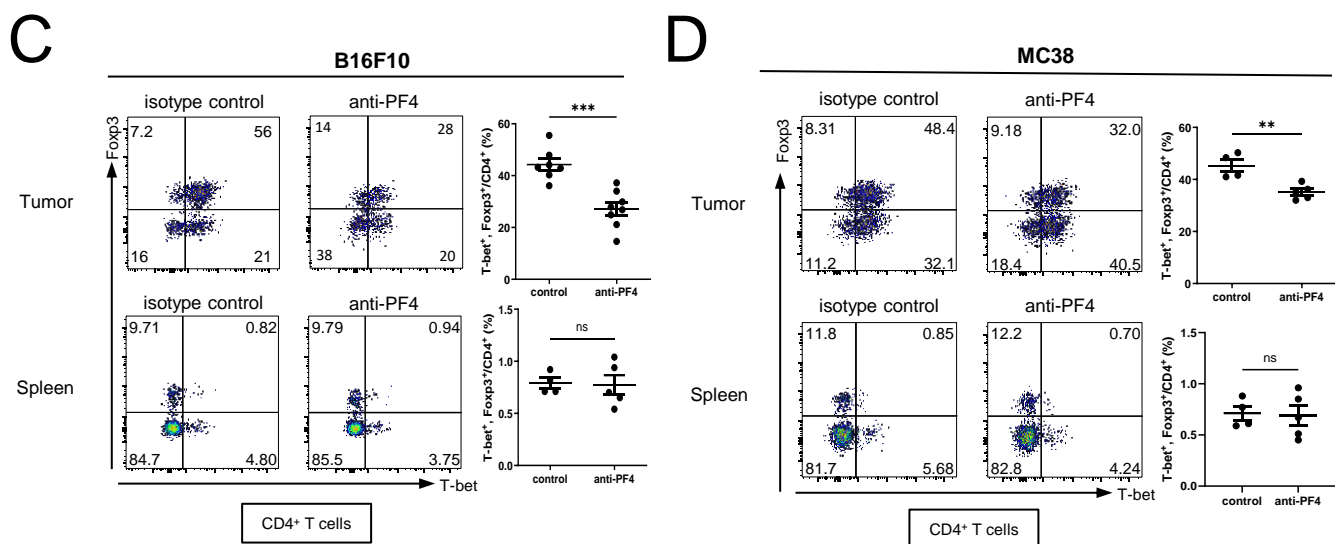 C
B16F10
isotype control
anti-PF4
Foxp3
7.2
56
16
21
14
28
38
20
Tumor
***
T-bet⁺, Foxp3⁺/CD4⁺ (%)
60
40
20
0
control
anti-PF4
isotype control
anti-PF4
9.71
0.82
84.7
4.80
9.79
0.94
85.5
3.75
Spleen
ns
T-bet⁺, Foxp3⁺/CD4⁺ (%)
1.5
1.0
0.5
0.0
control
anti-PF4
T-bet
CD4⁺ T cells
D
MC38
isotype control
anti-PF4
Foxp3
8.31
48.4
11.2
32.1
9.18
32.0
18.4
40.5
Tumor
**
T-bet⁺, Foxp3⁺/CD4⁺ (%)
60
40
20
0
control
anti-PF4
isotype control
anti-PF4
11.8
0.85
81.7
5.68
12.2
0.70
82.8
4.24
Spleen
ns
T-bet⁺, Foxp3⁺/CD4⁺ (%)
1.5
1.0
0.5
0.0
control
anti-PF4
T-bet
CD4⁺ T cells